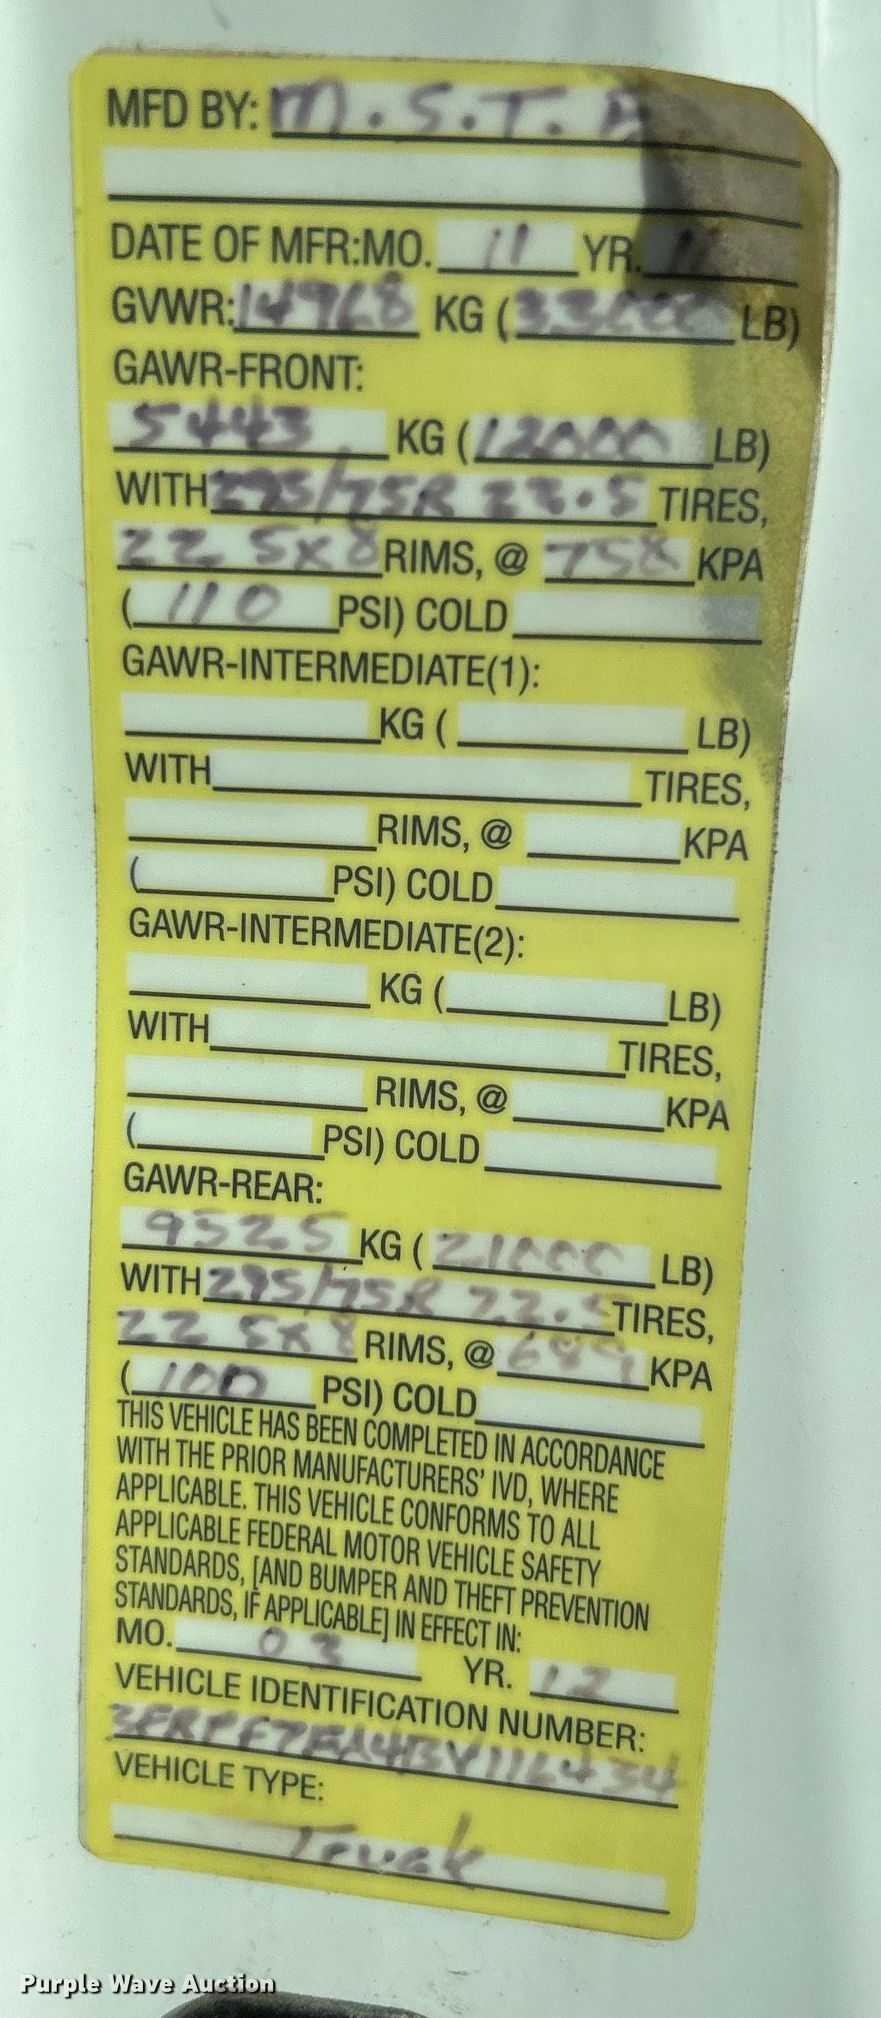 MFD BY: M.S.T.
DATE OF MFR:MO. 11 YR. 11
GVWR: 14968 KG (33000 LB)
GAWR-FRONT:
5443 KG (12000 LB)
WITH 295/75R 22.5 TIRES,
22 5x8 RIMS, @ 758 KPA
( 110 PSI) COLD
GAWR-INTERMEDIATE(1):
KG ( LB)
WITH TIRES,
RIMS, @ KPA
( PSI) COLD
GAWR-INTERMEDIATE(2):
KG ( LB)
WITH TIRES,
RIMS, @ KPA
( PSI) COLD
GAWR-REAR:
9525 KG ( 21000 LB)
WITH 295/75R 22.5 TIRES,
22 5x8 RIMS, @ 689 KPA
( 100 PSI) COLD
THIS VEHICLE HAS BEEN COMPLETED IN ACCORDANCE
WITH THE PRIOR MANUFACTURERS' IVD, WHERE
APPLICABLE. THIS VEHICLE CONFORMS TO ALL
APPLICABLE FEDERAL MOTOR VEHICLE SAFETY
STANDARDS, [AND BUMPER AND THEFT PREVENTION
STANDARDS, IF APPLICABLE] IN EFFECT IN:
MO. 03 YR. 12
VEHICLE IDENTIFICATION NUMBER:
VEHICLE TYPE:
Truck
Purple Wave Auction